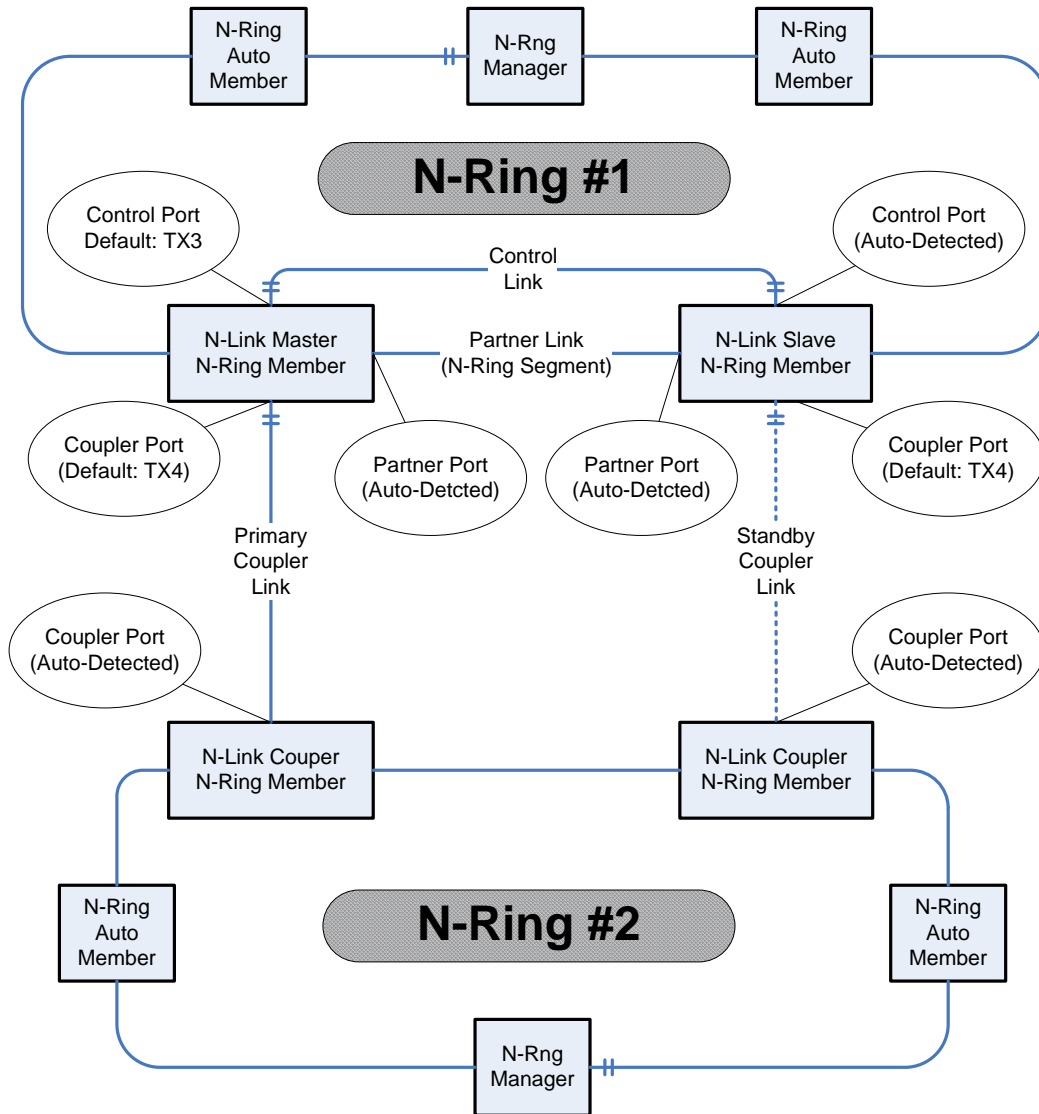 N-Ring
Auto
Member
N-Rng
Manager
N-Ring
Auto
Member
N-Ring #1
Control Port
Default: TX3
Control
Link
Control Port
(Auto-Detected)
N-Link Master
N-Ring Member
Partner Link
(N-Ring Segment)
N-Link Slave
N-Ring Member
Coupler Port
(Default: TX4)
Partner Port
(Auto-Detcted)
Partner Port
(Auto-Detcted)
Coupler Port
(Default: TX4)
Primary
Coupler
Link
Standby
Coupler
Link
Coupler Port
(Auto-Detected)
Coupler Port
(Auto-Detected)
N-Link Couper
N-Ring Member
N-Link Coupler
N-Ring Member
N-Ring
Auto
Member
N-Ring #2
N-Ring
Auto
Member
N-Rng
Manager